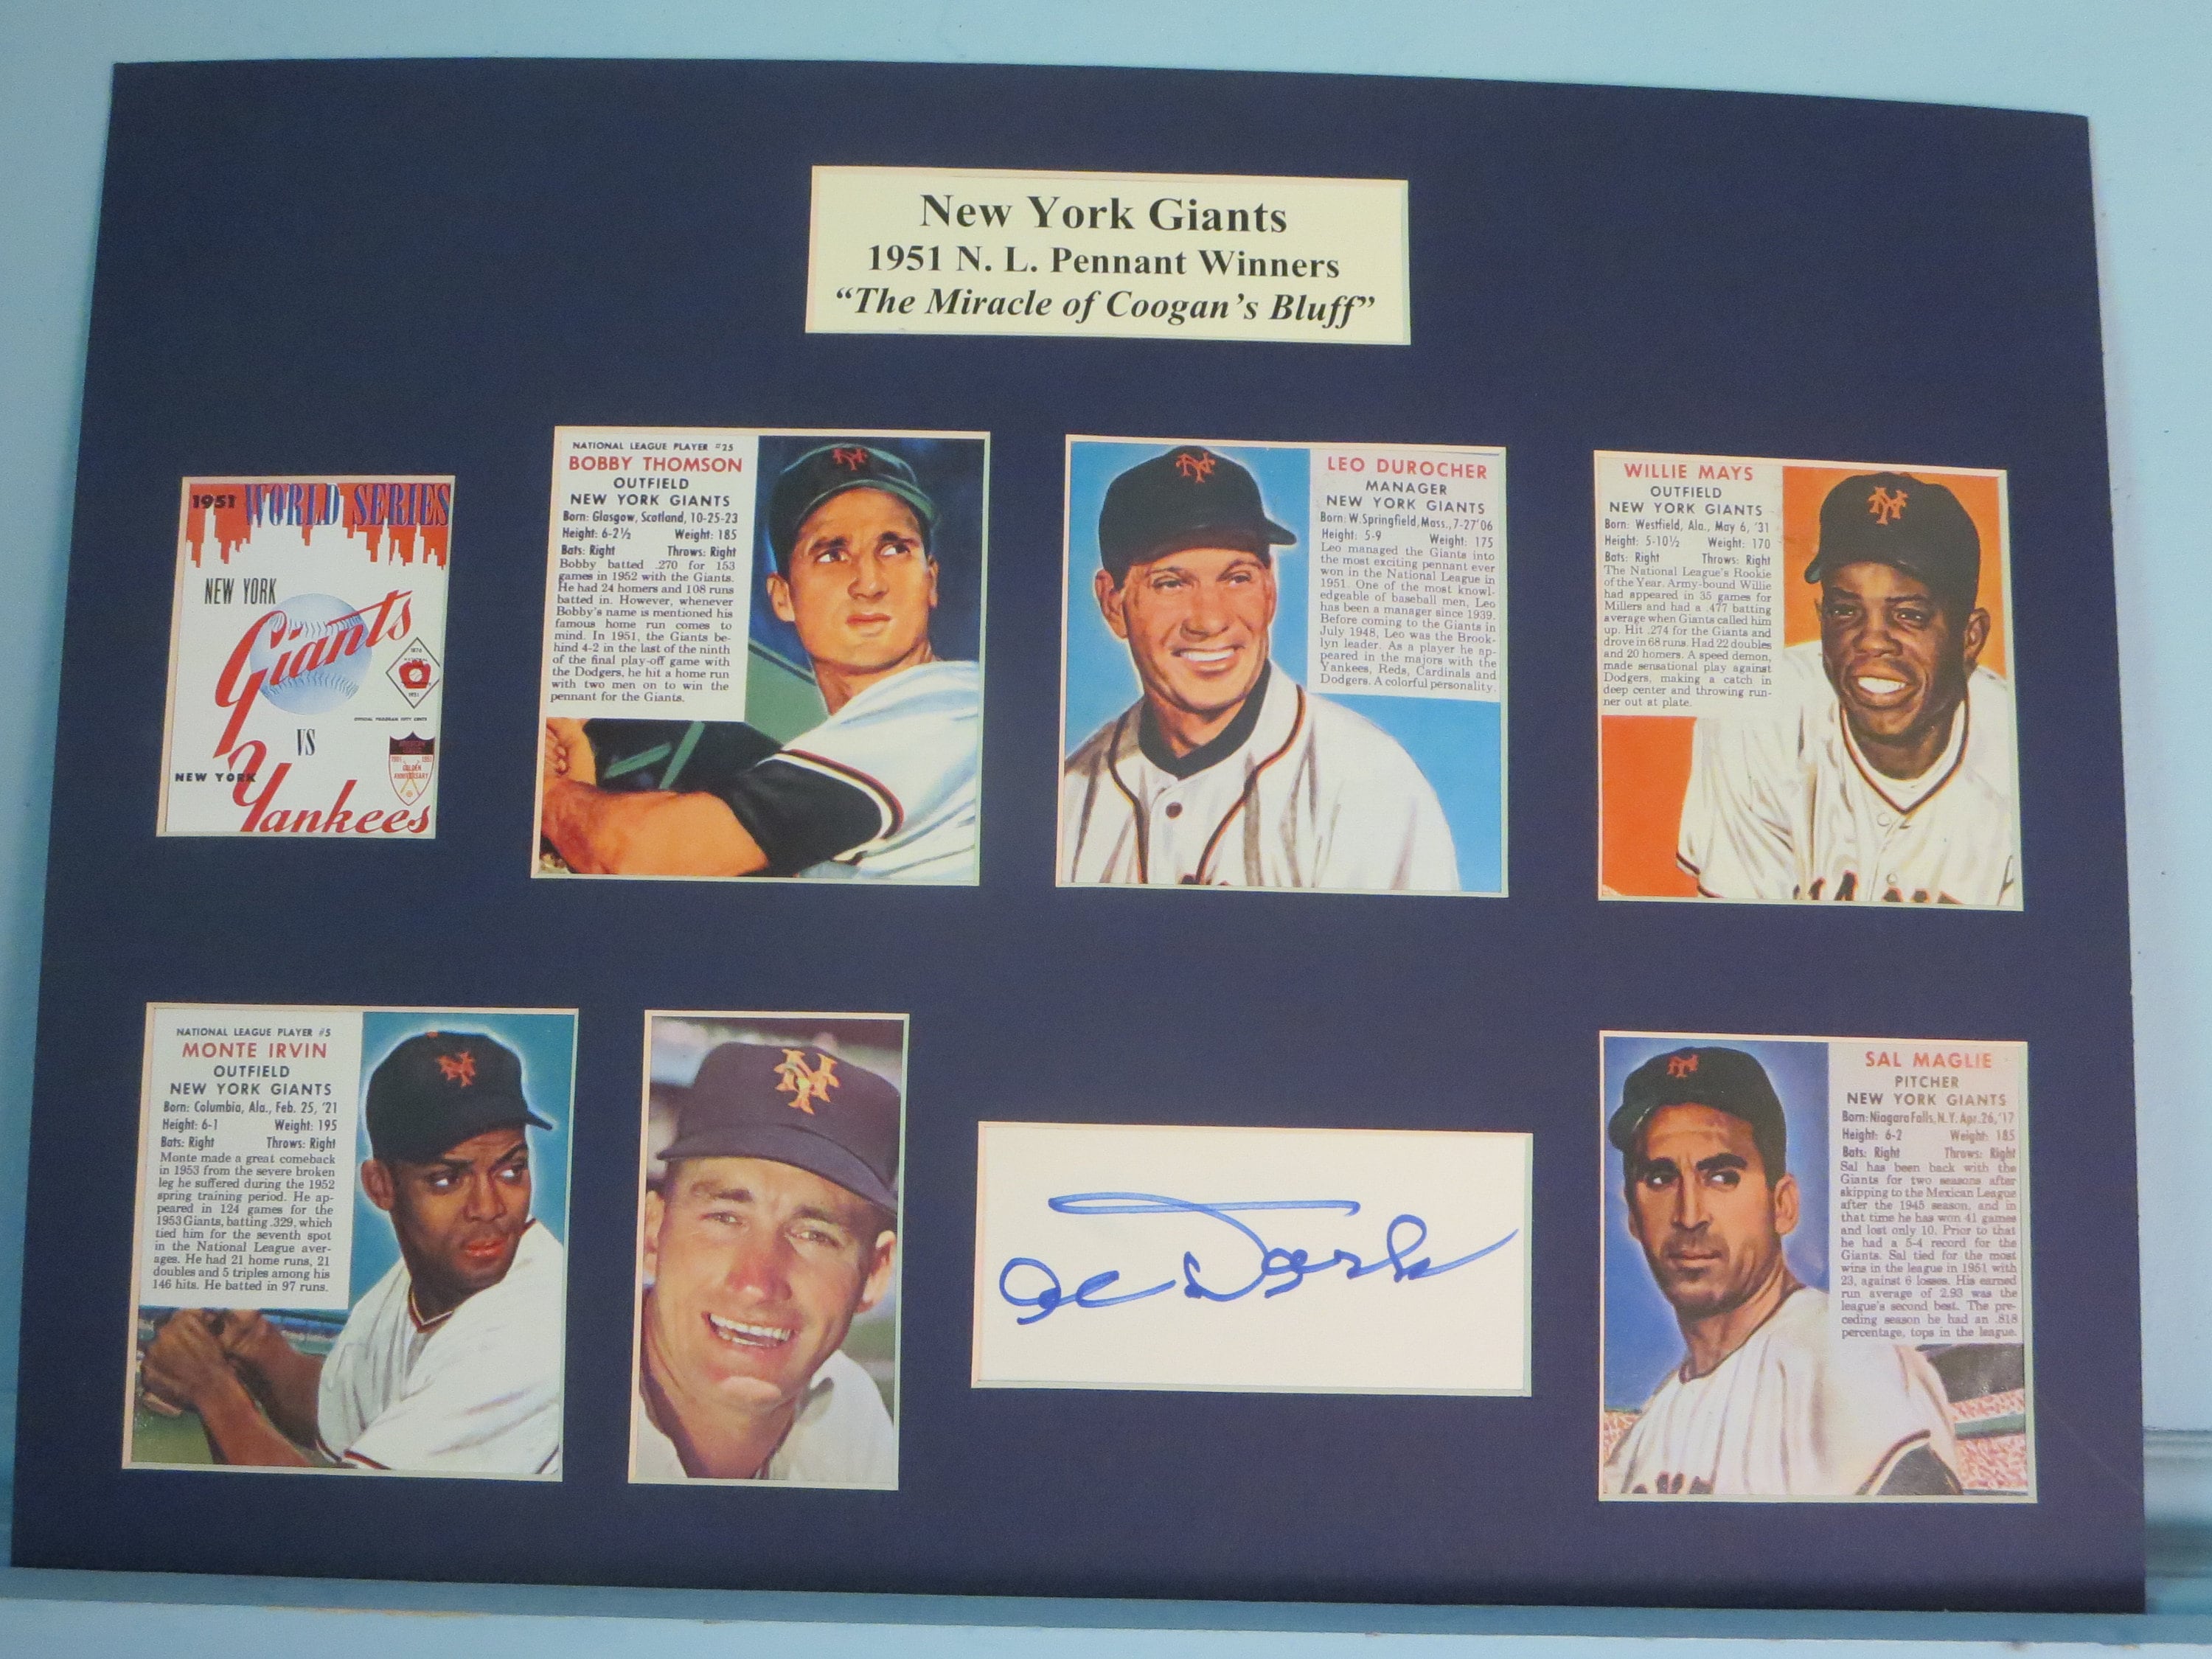 New York Giants
1951 N. L. Pennant Winners
“The Miracle of Coogan’s Bluff”
1951 WORLD SERIES
NEW YORK
Giants
VS
NEW YORK
Yankees
1876
1951
OFFICIAL PROGRAM FIFTY CENTS
1901 1951
GOLDEN
ANNIVERSARY
NATIONAL LEAGUE PLAYER #25
BOBBY THOMSON
OUTFIELD
NEW YORK GIANTS
Born: Glasgow, Scotland, 10-25-23
Height: 6-2½ Weight: 185
Bats: Right Throws: Right
Bobby batted .270 for 153
games in 1952 with the Giants.
He had 24 homers and 108 runs
batted in. However, whenever
Bobby's name is mentioned his
famous home run comes to
mind. In 1951, the Giants be-
hind 4-2 in the last of the ninth
of the final play-off game with
the Dodgers, he hit a home run
with two men on to win the
pennant for the Giants.
NY
LEO DUROCHER
MANAGER
NEW YORK GIANTS
Born: W. Springfield, Mass., 7-27'06
Height: 5-9 Weight: 175
Leo managed the Giants into
the most exciting pennant ever
won in the National League in
1951. One of the most knowl-
edgeable of baseball men, Leo
has been a manager since 1939.
Before coming to the Giants in
July 1948, Leo was the Brook-
lyn leader. As a player he ap-
peared in the majors with the
Yankees, Reds, Cardinals and
Dodgers. A colorful personality.
NY
WILLIE MAYS
OUTFIELD
NEW YORK GIANTS
Born: Westfield, Ala., May 6, '31
Height: 5-10½ Weight: 170
Bats: Right Throws: Right
The National League's Rookie
of the Year. Army-bound Willie
had appeared in 35 games for
Millers and had a .477 batting
average when Giants called him
up. Hit .274 for the Giants and
drove in 68 runs. Had 22 doubles
and 20 homers. A speed demon,
made sensational play against
Dodgers, making a catch in
deep center and throwing run-
ner out at plate.
NY
NATIONAL LEAGUE PLAYER #5
MONTE IRVIN
OUTFIELD
NEW YORK GIANTS
Born: Columbia, Ala., Feb. 25, '21
Height: 6-1 Weight: 195
Bats: Right Throws: Right
Monte made a great comeback
in 1953 from the severe broken
leg he suffered during the 1952
spring training period. He ap-
peared in 124 games for the
1953 Giants, batting .329, which
tied him for the seventh spot
in the National League aver-
ages. He had 21 home runs, 21
doubles and 5 triples among his
146 hits. He batted in 97 runs.
NY
NY
Al Dark
SAL MAGLIE
PITCHER
NEW YORK GIANTS
Born: Niagara Falls, N.Y. Apr. 26, '17
Height: 6-2 Weight: 185
Bats: Right Throws: Right
Sal has been back with the
Giants for two seasons after
skipping to the Mexican League
after the 1945 season, and in
that time he has won 41 games
and lost only 10. Prior to that
he had a 5-4 record for the
Giants. Sal tied for the most
wins in the league in 1951 with
23, against 6 losses. His earned
run average of 2.93 was the
league's second best. The pre-
ceding season he had an .818
percentage, tops in the league.
NY